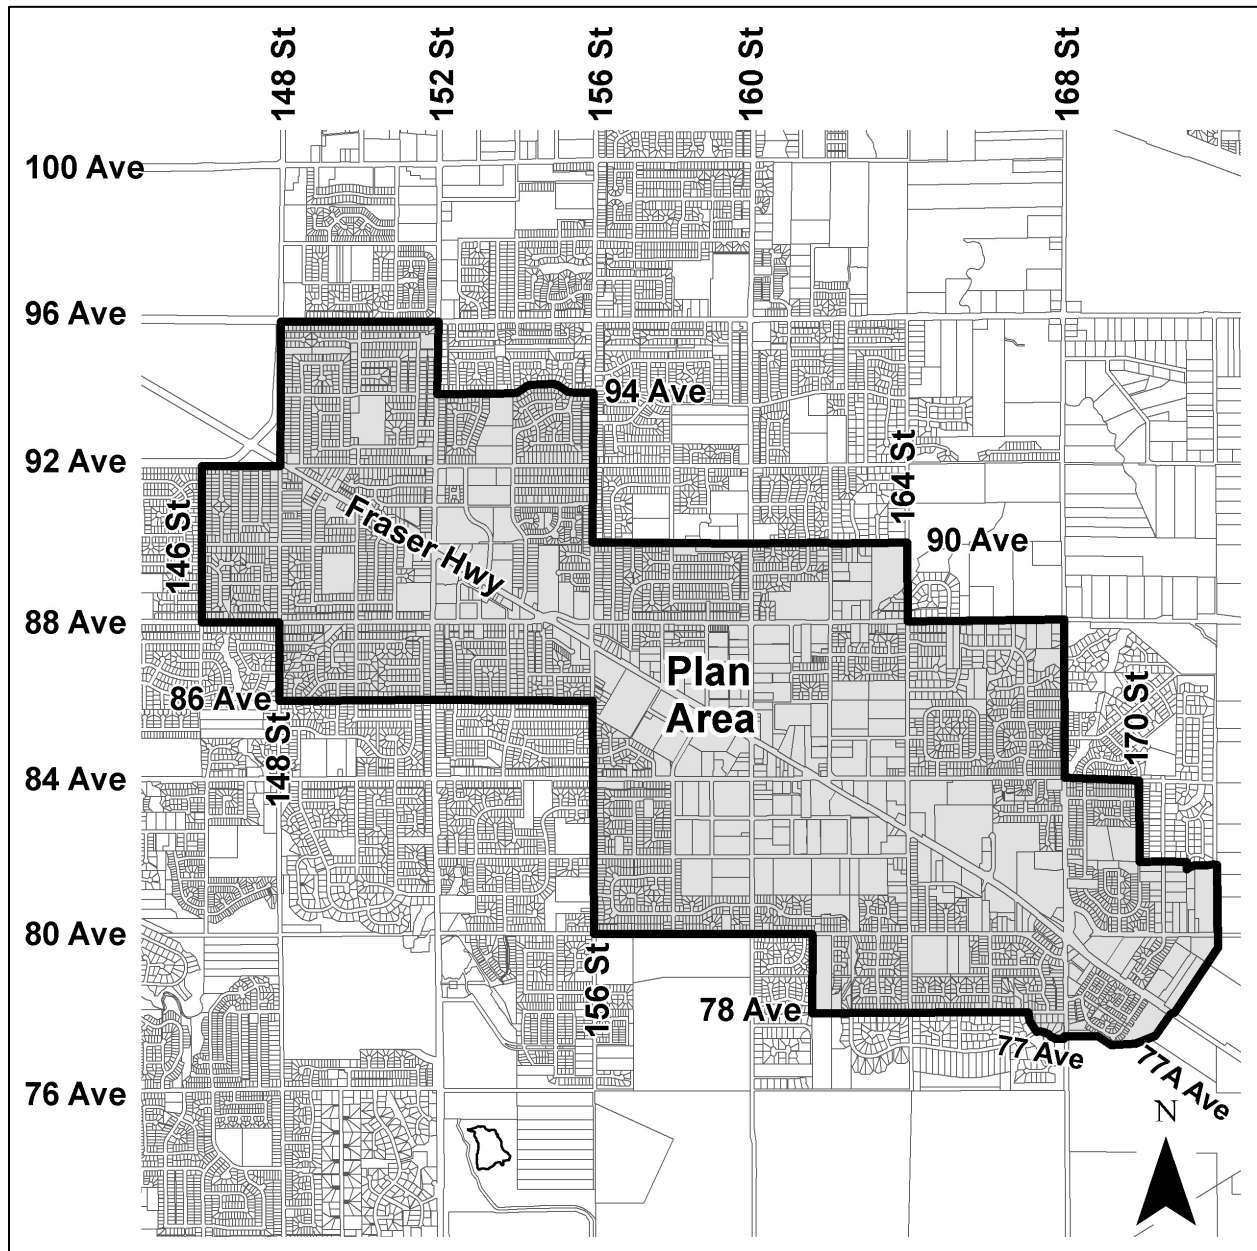 148 St
152 St
156 St
160 St
168 St
100 Ave
96 Ave
94 Ave
92 Ave
164 St
Fraser Hwy
146 St
90 Ave
88 Ave
Plan
Area
86 Ave
170 St
148 St
84 Ave
80 Ave
156 St
78 Ave
77 Ave
77A Ave
76 Ave
N